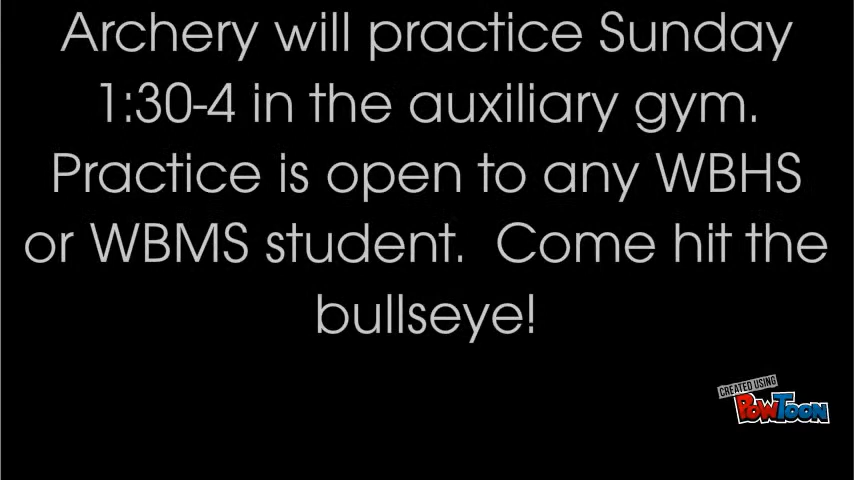 Archery will practice Sunday
1:30-4 in the auxiliary gym.
Practice is open to any WBHS
or WBMS student.  Come hit the
bullseye!
CREATED USING
POWTOON